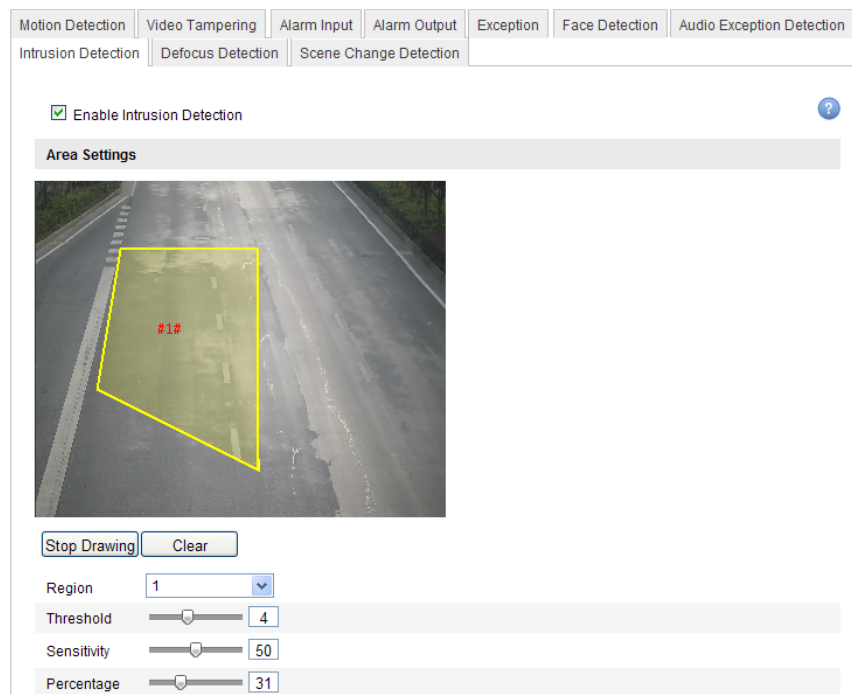 Motion Detection Video Tampering Alarm Input Alarm Output Exception Face Detection Audio Exception Detection
Intrusion Detection Defocus Detection Scene Change Detection
Enable Intrusion Detection ?
Area Settings
#1#
Stop Drawing Clear
Region 1
Threshold 4
Sensitivity 50
Percentage 31